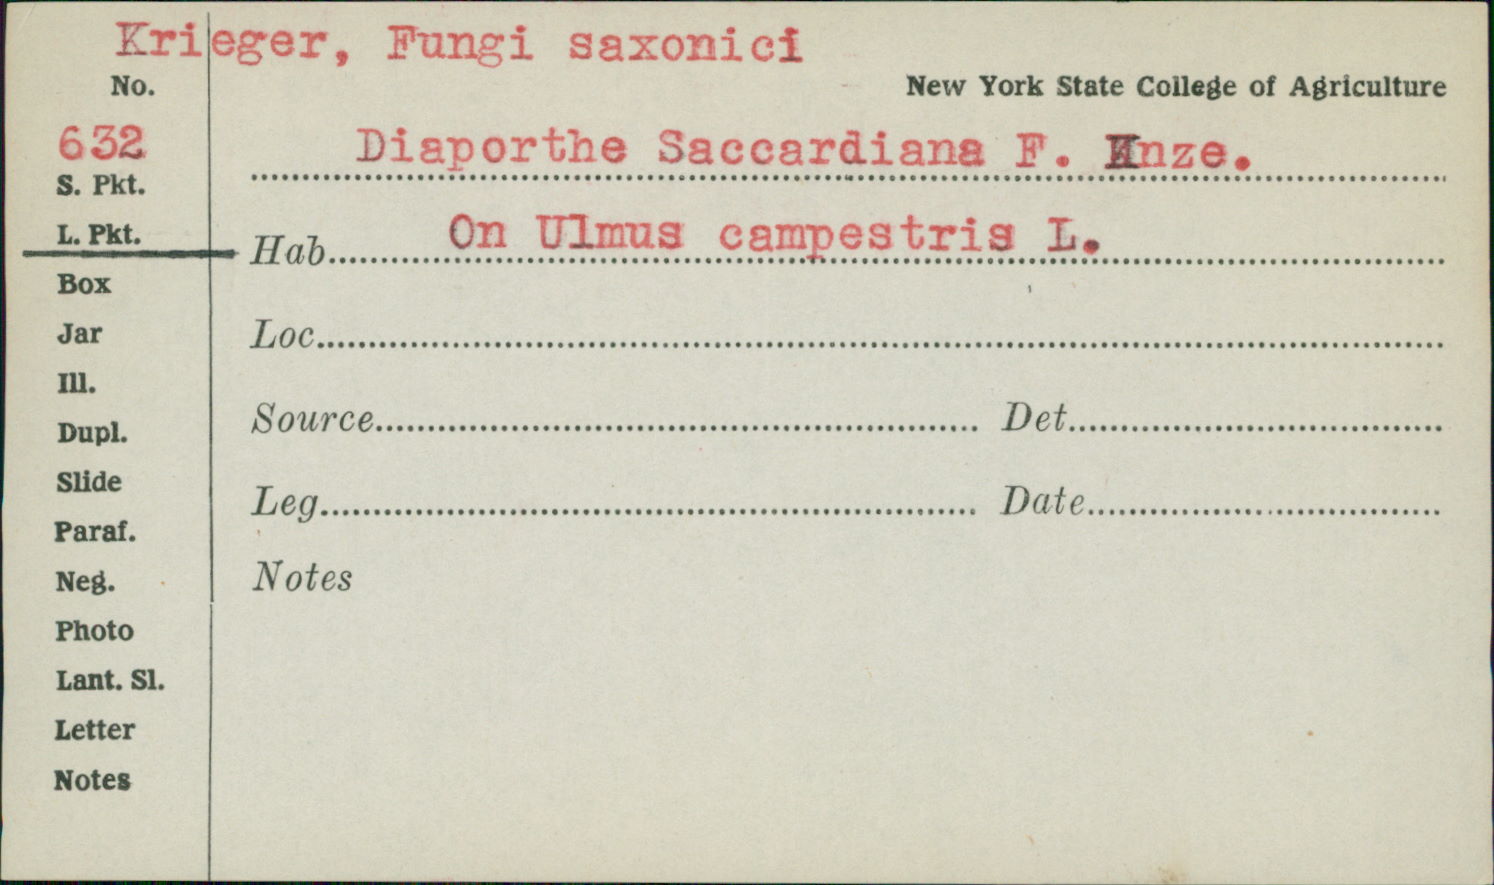 Krieger, Fungi saxonici
No.
New York State College of Agriculture
632
Diaporthe Saccardiana F. Knze.
S. Pkt.
L. Pkt.
Hab. On Ulmus campestris L.
Box
Jar
Loc.
Ill.
Dupl.
Source Det.
Slide
Leg. Date
Paraf.
Neg.
Notes
Photo
Lant. Sl.
Letter
Notes